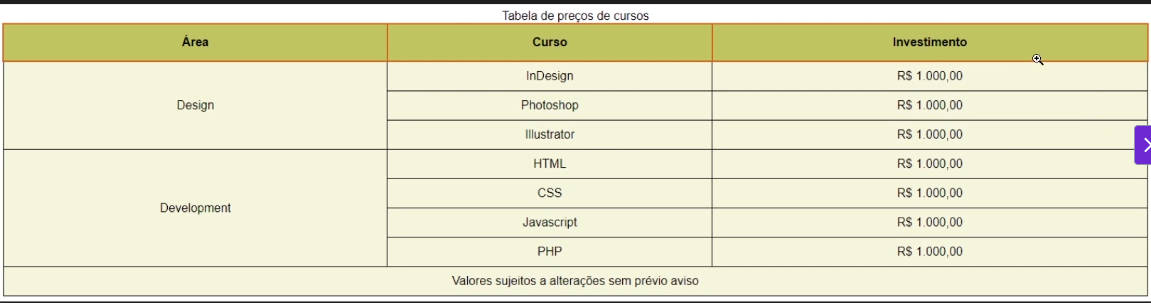 Tabela de preços de cursos
Área Curso Investimento
Design
InDesign R$ 1.000,00
Photoshop R$ 1.000,00
Illustrator R$ 1.000,00
Development
HTML R$ 1.000,00
CSS R$ 1.000,00
Javascript R$ 1.000,00
PHP R$ 1.000,00
Valores sujeitos a alterações sem prévio aviso